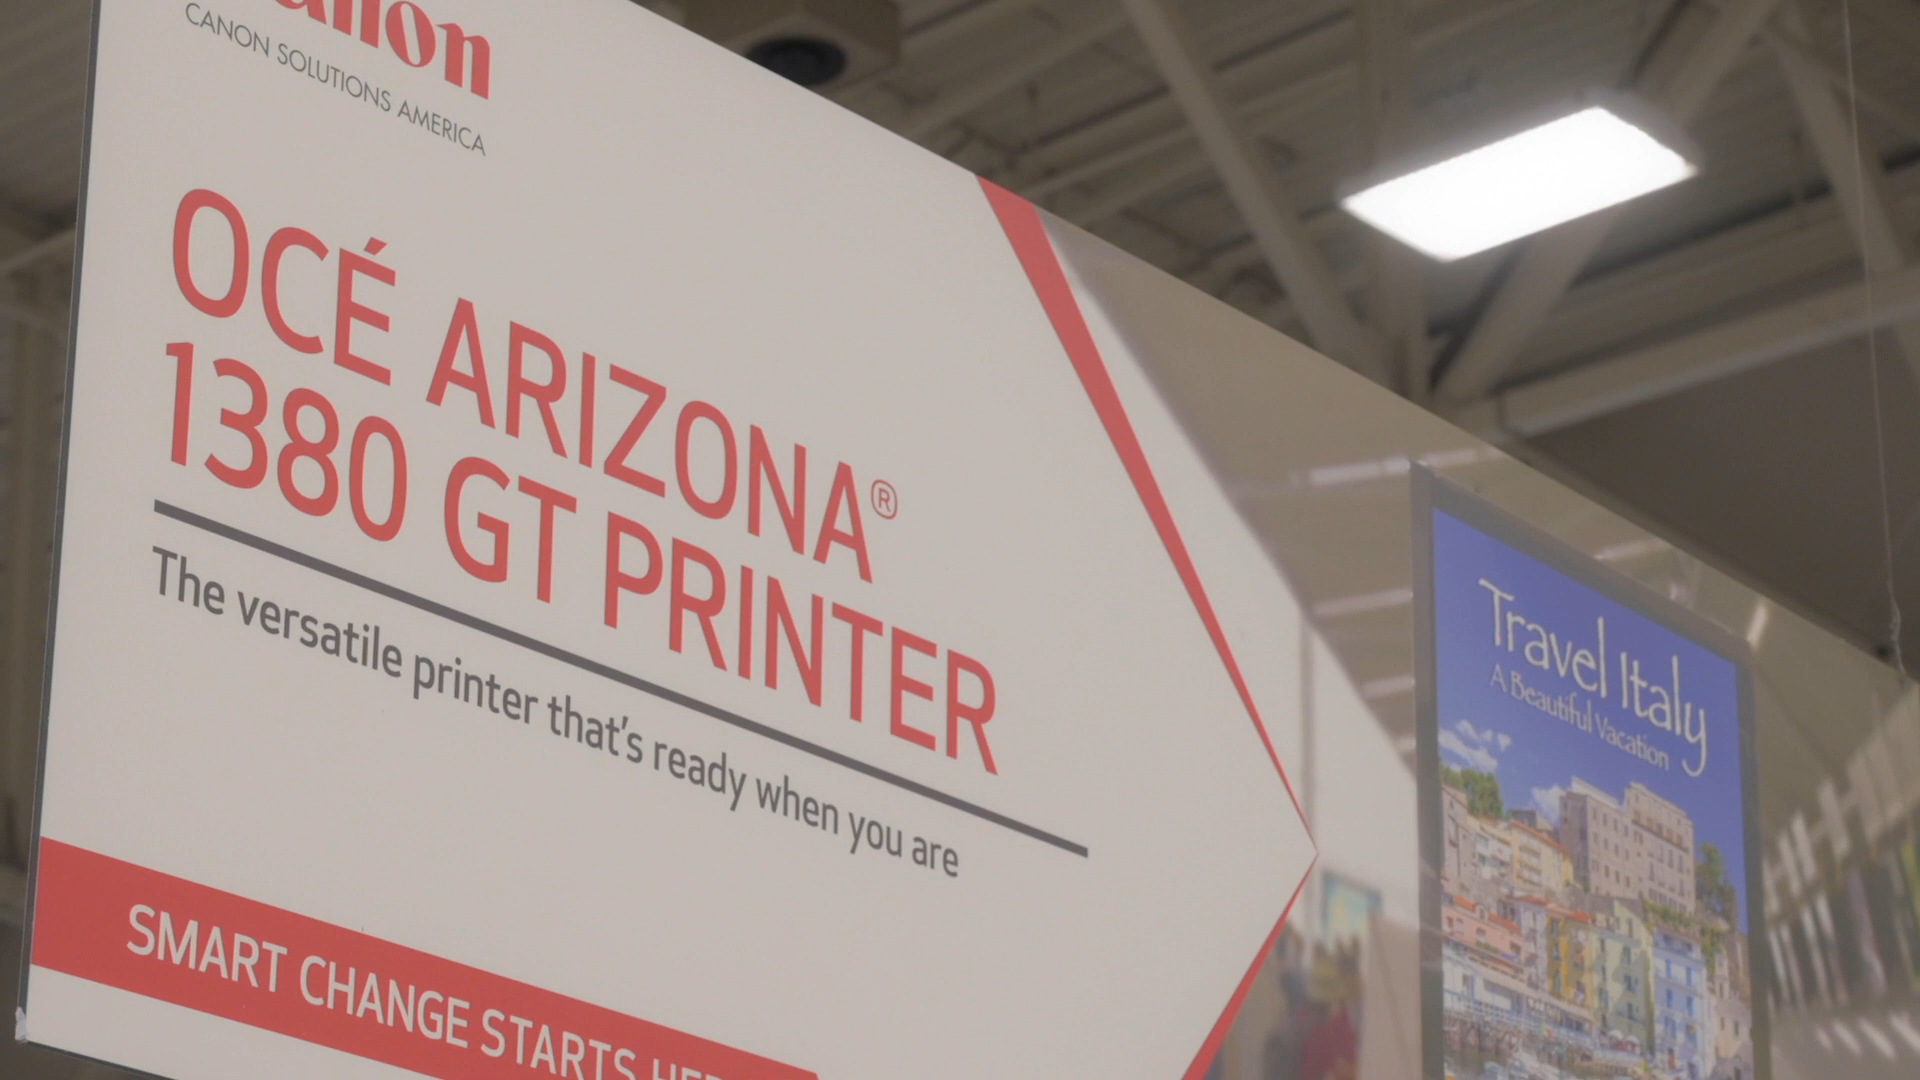 Canon
CANON SOLUTIONS AMERICA
OCÉ ARIZONA®
1380 GT PRINTER
The versatile printer that's ready when you are
SMART CHANGE STARTS
Travel Italy
A Beautiful Vacation